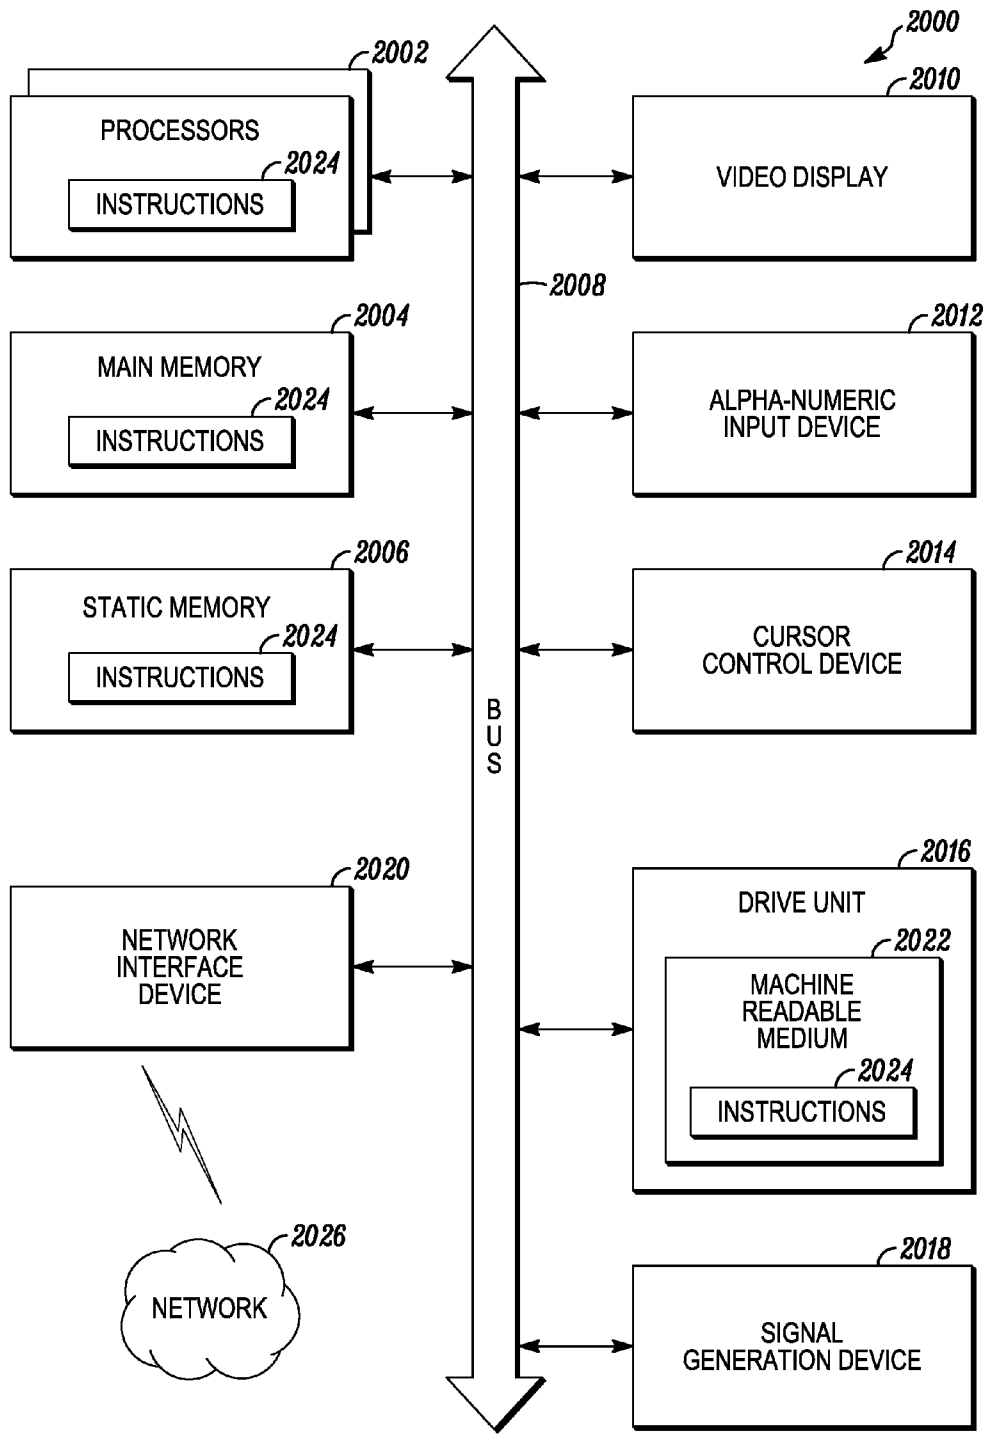 2000
2002
PROCESSORS
2024
INSTRUCTIONS
2010
VIDEO DISPLAY
2008
2004
MAIN MEMORY
2024
INSTRUCTIONS
2012
ALPHA-NUMERIC
INPUT DEVICE
2006
STATIC MEMORY
2024
INSTRUCTIONS
2014
CURSOR
CONTROL DEVICE
BUS
2020
NETWORK
INTERFACE
DEVICE
2016
DRIVE UNIT
2022
MACHINE
READABLE
MEDIUM
2024
INSTRUCTIONS
2026
NETWORK
2018
SIGNAL
GENERATION DEVICE